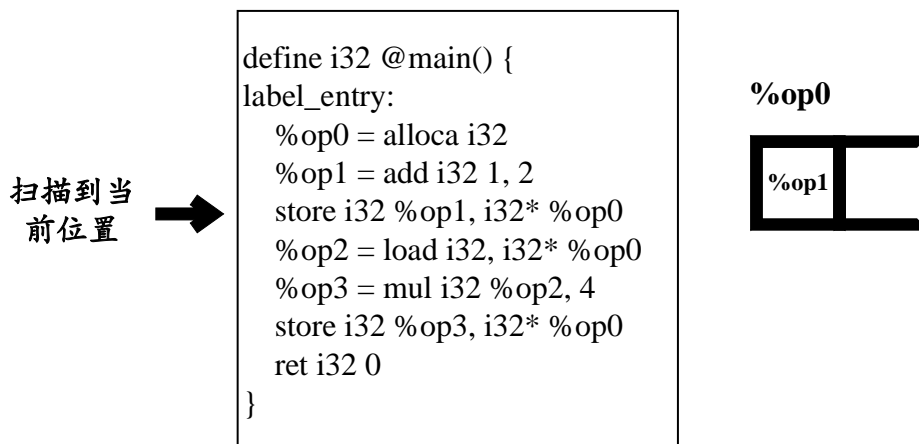 define i32 @main() {
label_entry:
%op0 = alloca i32
%op1 = add i32 1, 2
store i32 %op1, i32* %op0
%op2 = load i32, i32* %op0
%op3 = mul i32 %op2, 4
store i32 %op3, i32* %op0
ret i32 0
}
扫描到当
前位置
%op0
%op1